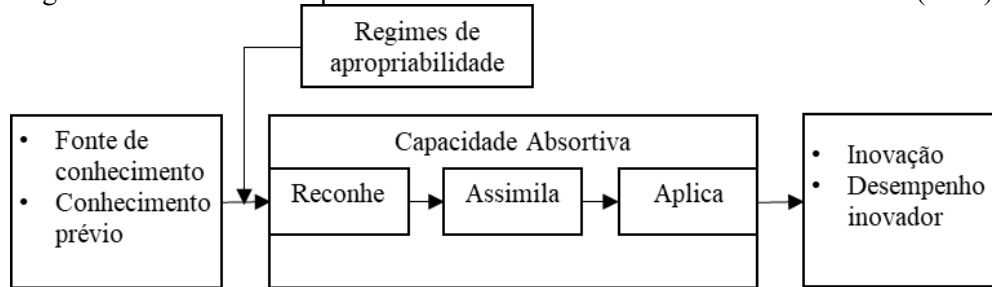 Regimes de
apropriabilidade
• Fonte de
conhecimento
• Conhecimento
prévio
Capacidade Absortiva
Reconhe
Assimila
Aplica
• Inovação
• Desempenho
inovador